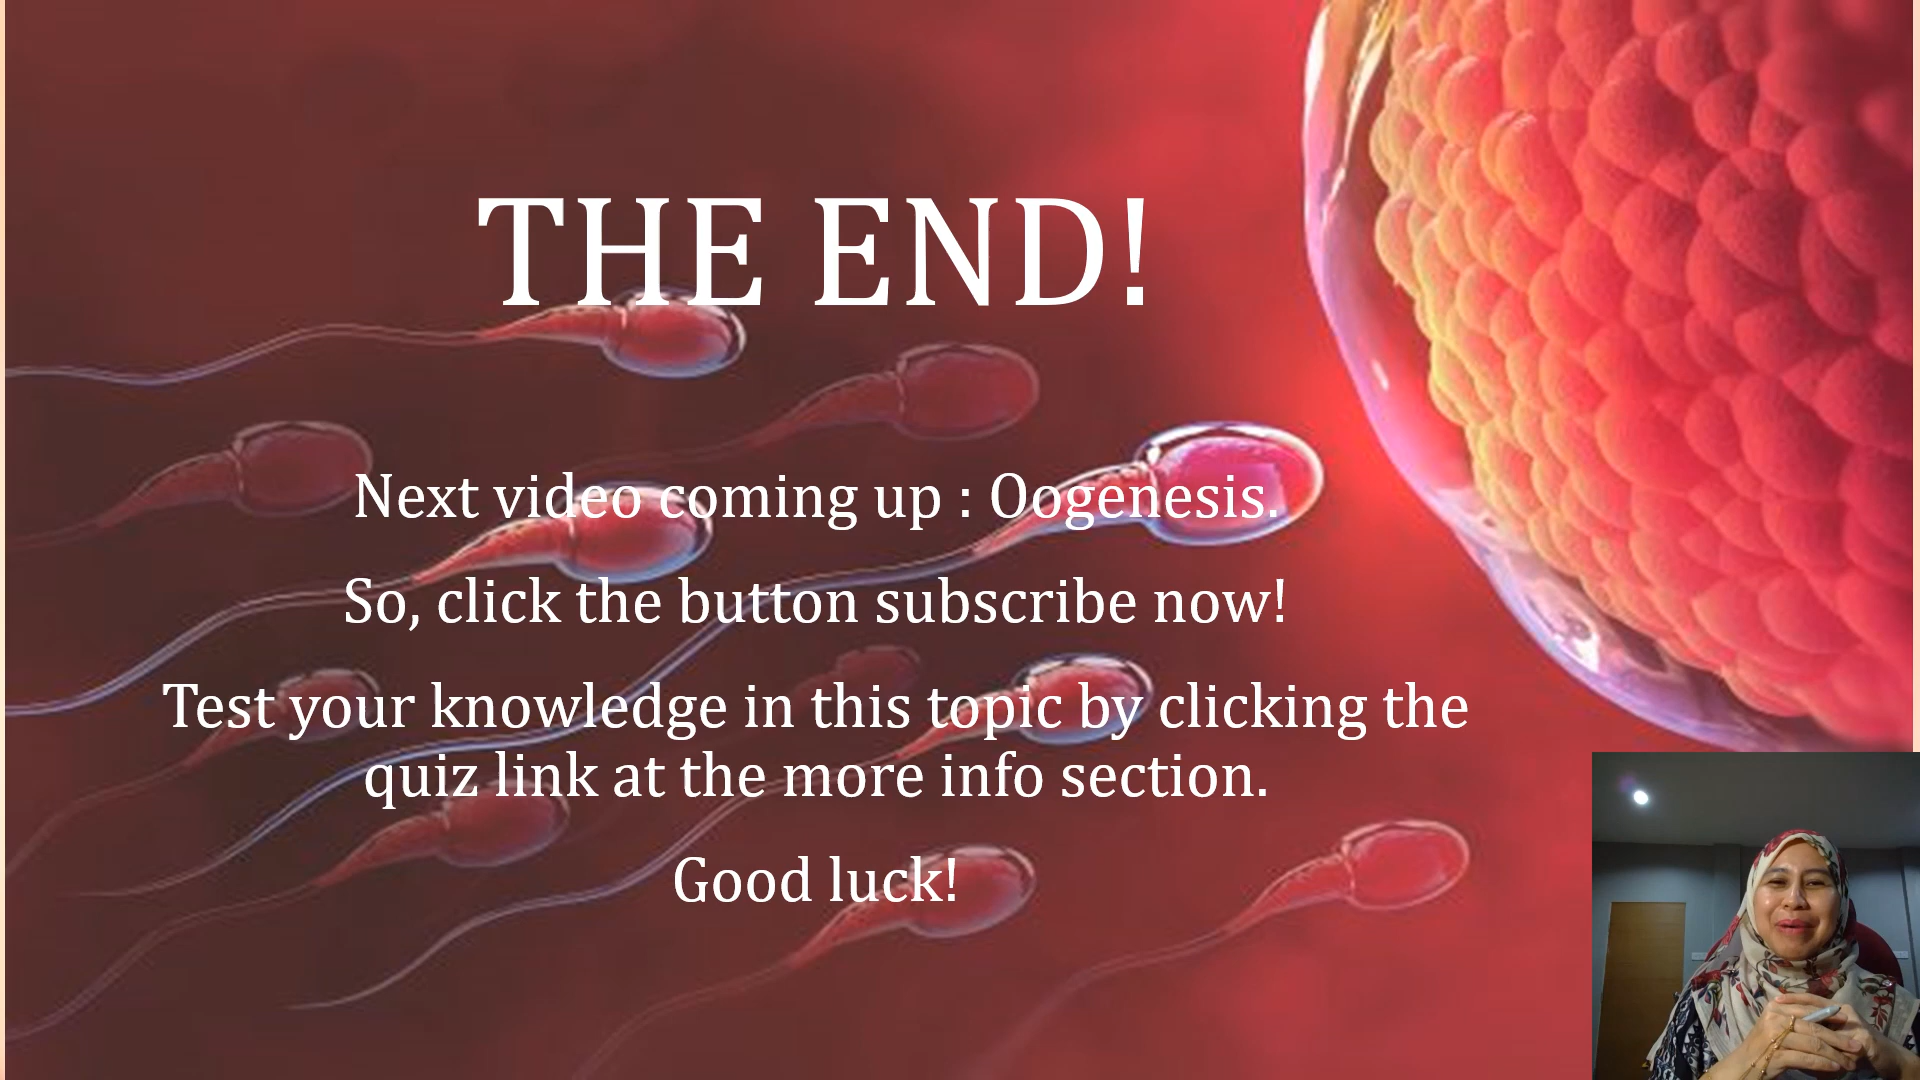 THE END!
Next video coming up : Oogenesis.
So, click the button subscribe now!
Test your knowledge in this topic by clicking the
quiz link at the more info section.
Good luck!